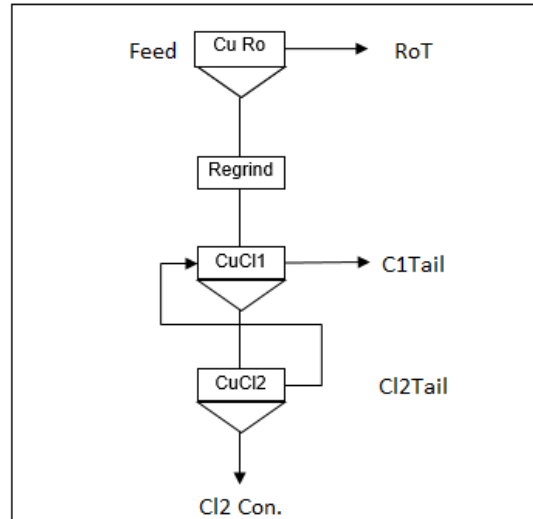 Feed
Cu Ro
RoT
Regrind
CuCl1
C1Tail
CuCl2
Cl2Tail
Cl2 Con.